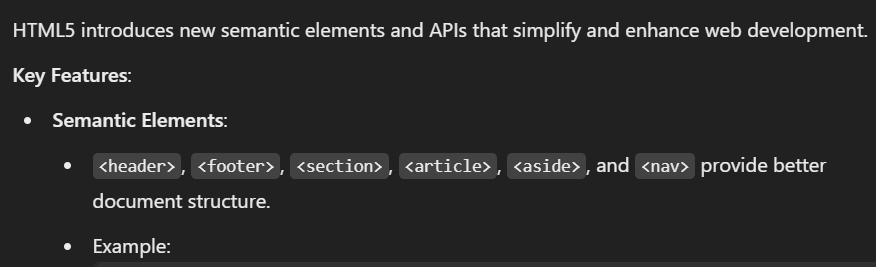 HTML5 introduces new semantic elements and APIs that simplify and enhance web development.
Key Features:
• Semantic Elements:
• <header>, <footer>, <section>, <article>, <aside>, and <nav> provide better
document structure.
• Example: